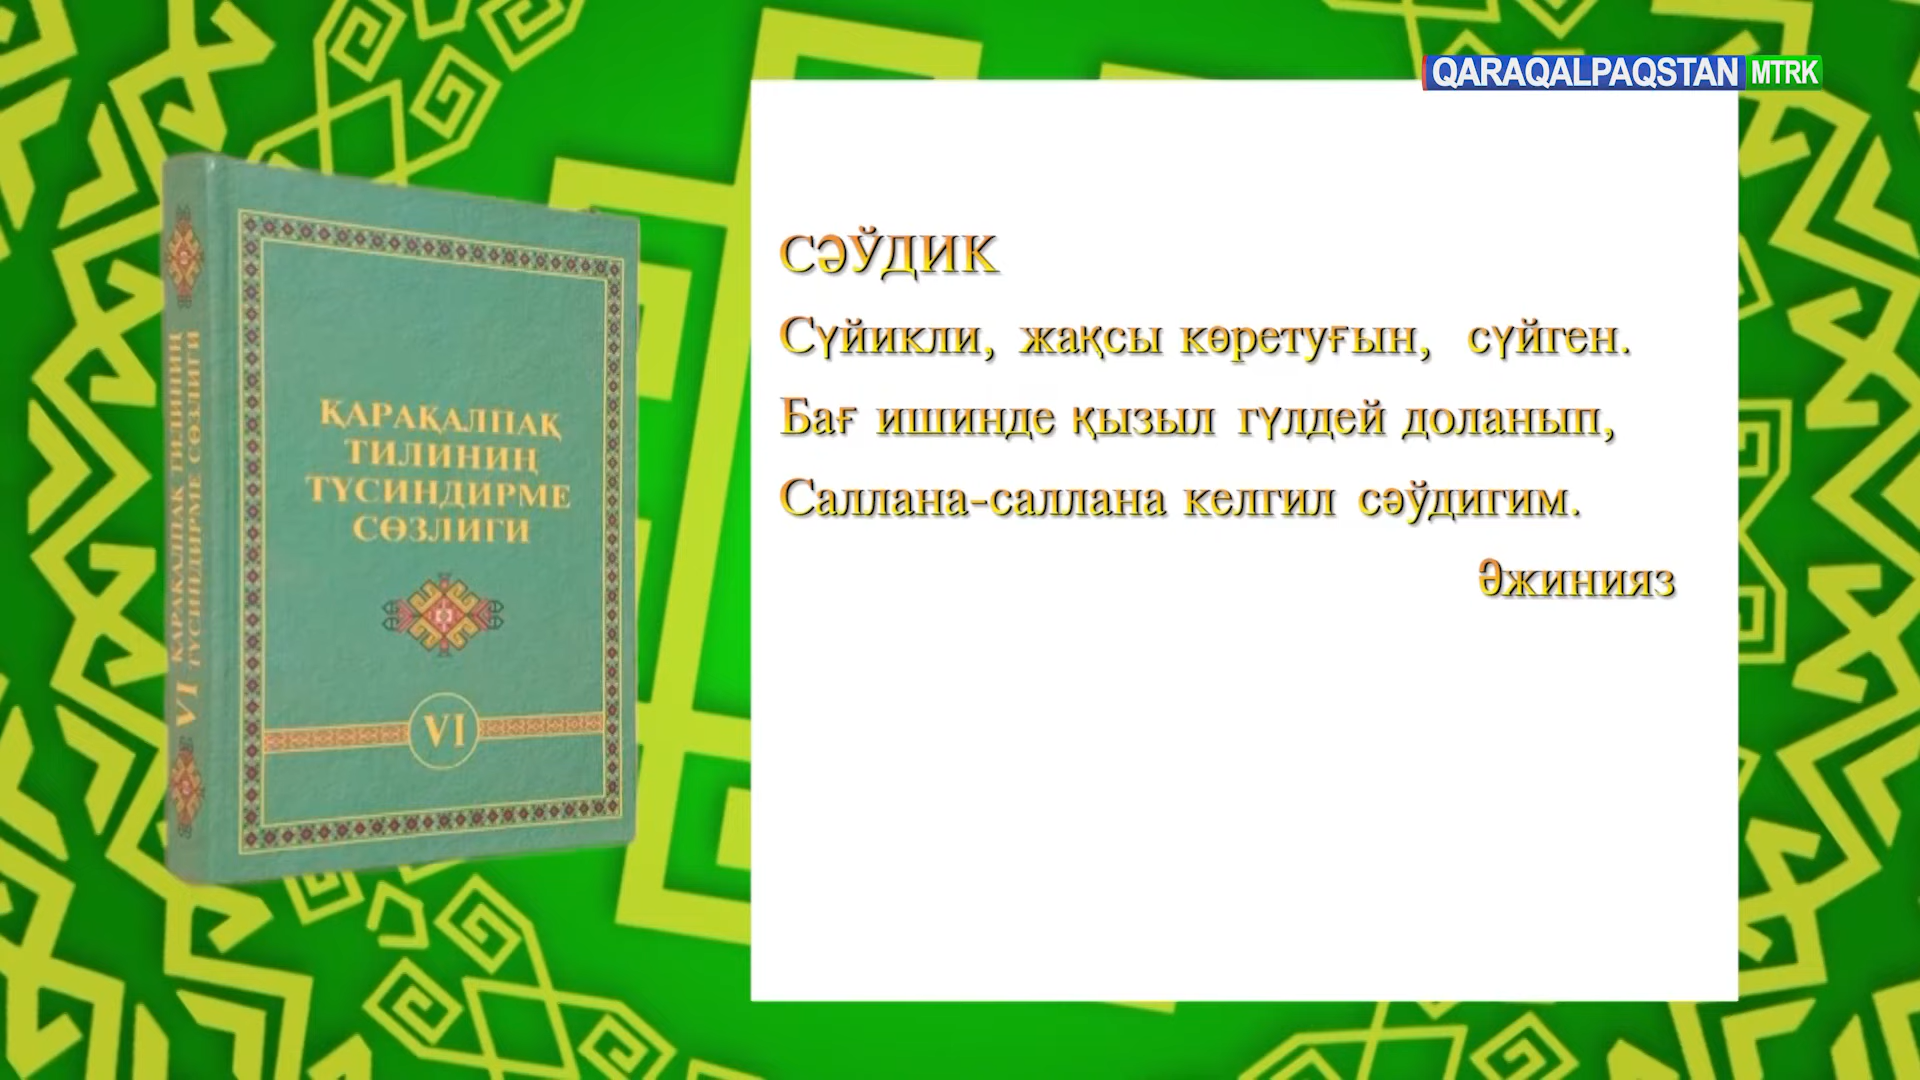 QARAQALPAQSTAN MTRK
СӘЎДИК
Сүйикли, жақсы көретуғын, сүйген.
Бағ ишинде қызыл гүлдей доланып,
Саллана-саллана келгил сәўдигим.
Әжинияз
ҚАРАҚАЛПАҚ
ТИЛИНИҢ
ТҮСИНДИРМЕ
СӨЗЛИГИ
VI
ҚАРАҚАЛПАҚ ТИЛИНИҢ
ТҮСИНДИРМЕ СӨЗЛИГИ
VI